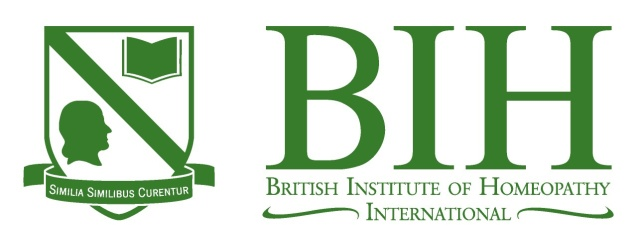 SIMILIA SIMILIBUS CURENTUR
BIH
BRITISH INSTITUTE OF HOMEOPATHY
INTERNATIONAL